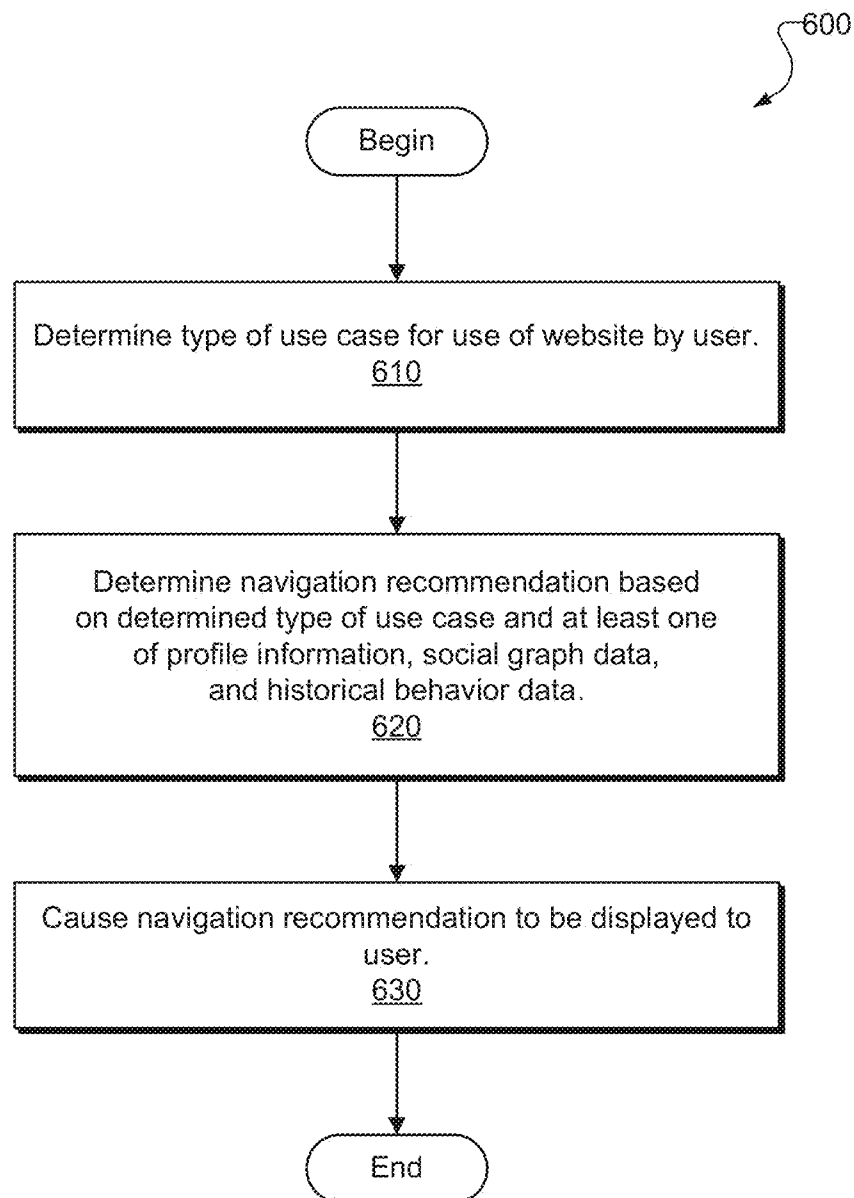 600
Begin
Determine type of use case for use of website by user.
610
Determine navigation recommendation based
on determined type of use case and at least one
of profile information, social graph data,
and historical behavior data.
620
Cause navigation recommendation to be displayed to
user.
630
End